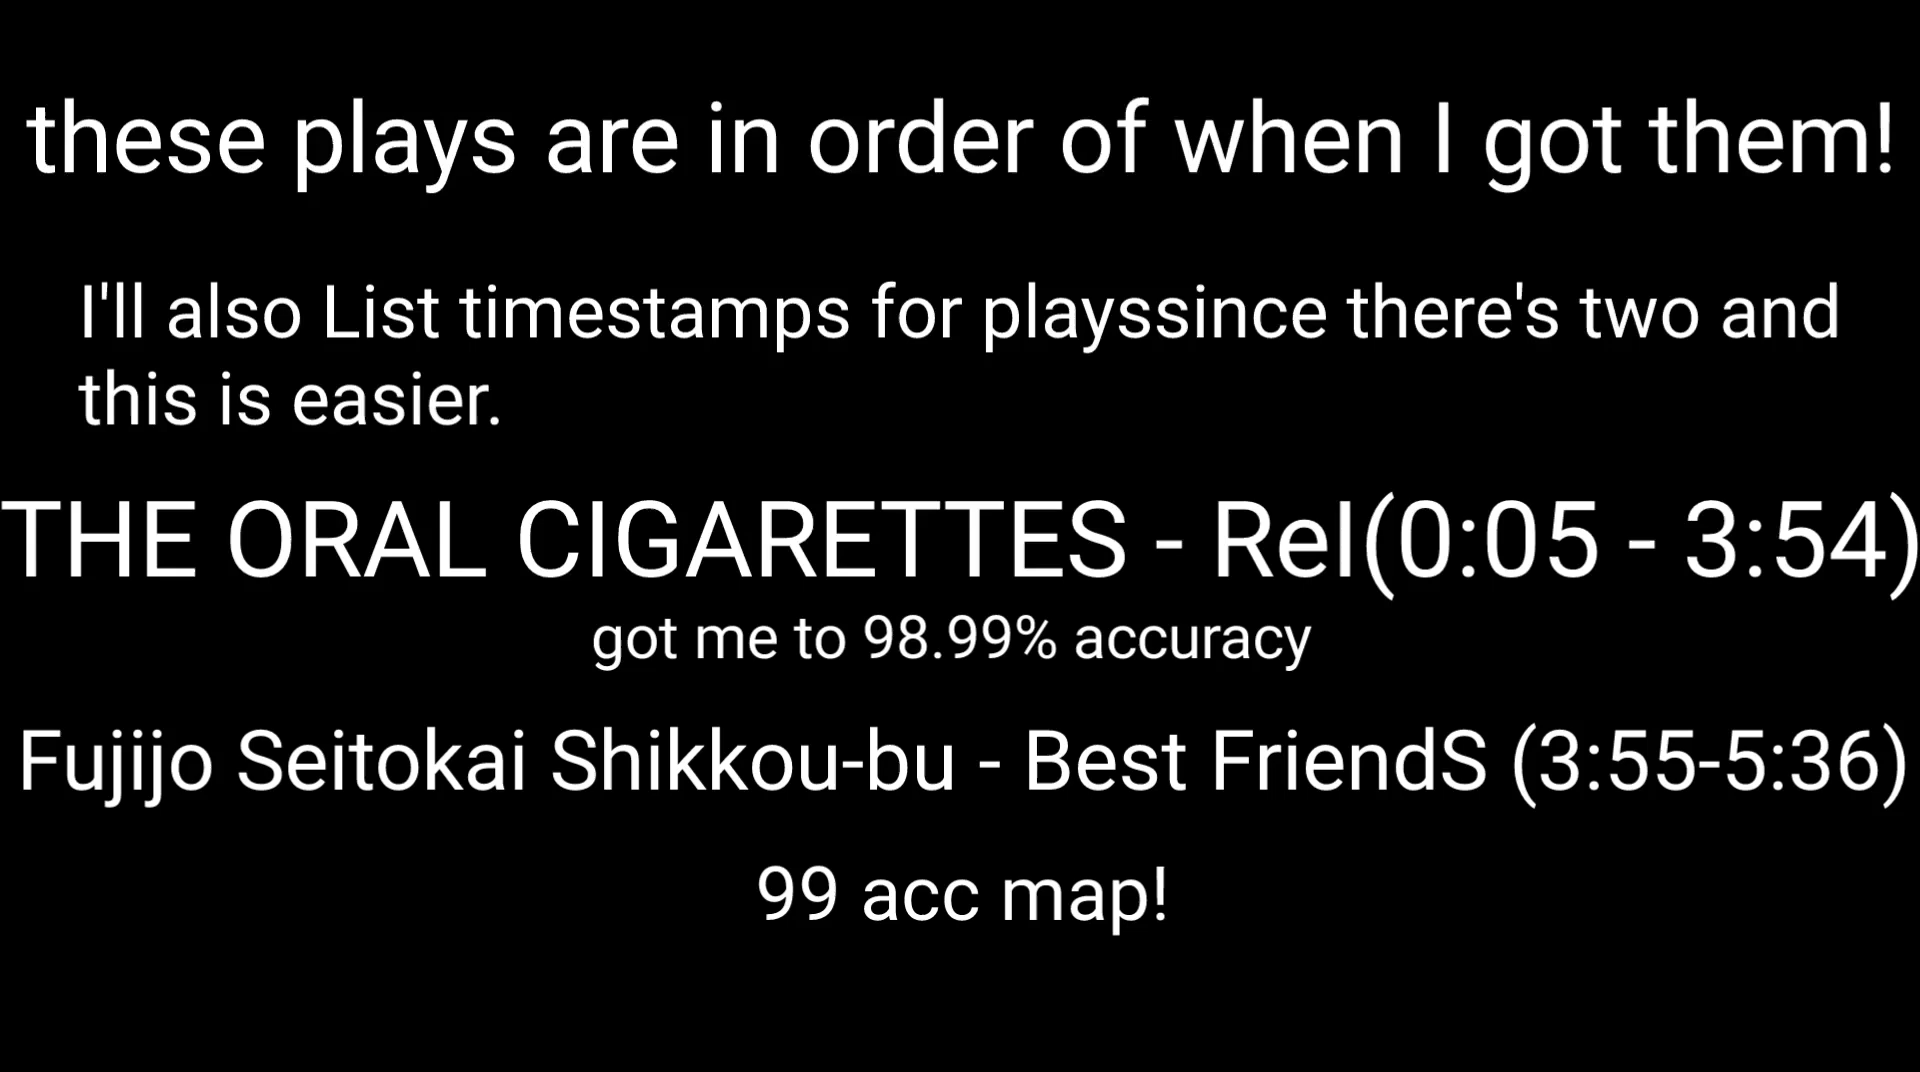 these plays are in order of when I got them!
I'll also List timestamps for playssince there's two and
this is easier.
THE ORAL CIGARETTES - ReI(0:05 - 3:54)
got me to 98.99% accuracy
Fujijo Seitokai Shikkou-bu - Best FriendS (3:55-5:36)
99 acc map!